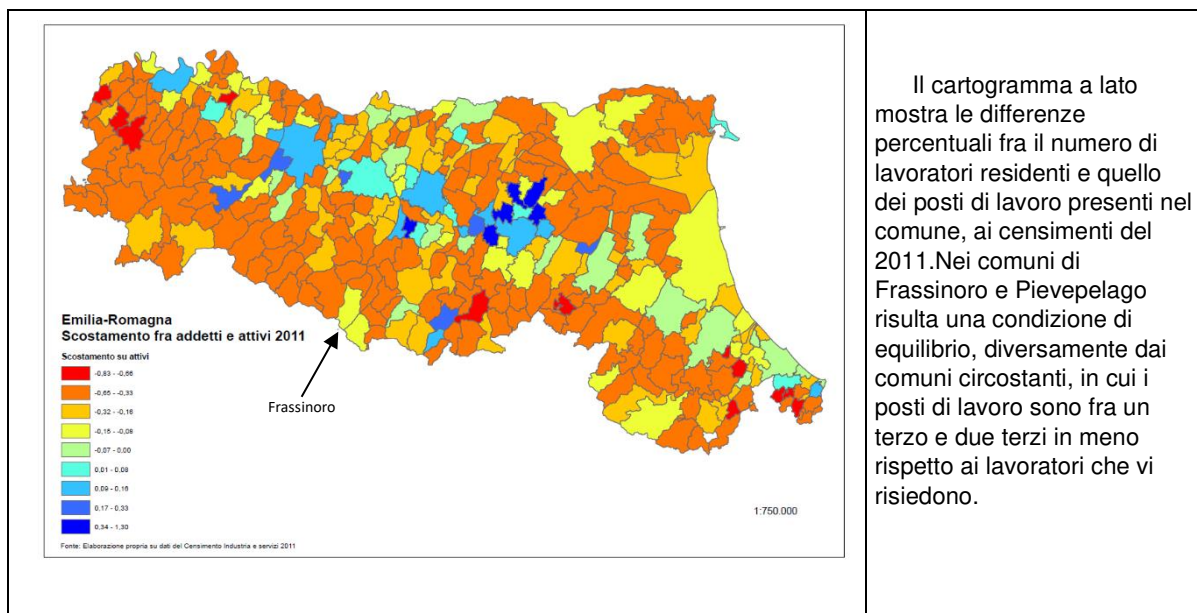 Emilia-Romagna
Scostamento fra addetti e attivi 2011
Scostamento su attivi
-0,83 - -0,66
-0,65 - -0,33
-0,32 - -0,16
-0,15 - -0,08
-0,07 - 0,00
0,01 - 0,08
0,09 - 0,16
0,17 - 0,33
0,34 - 1,30
Fonte: Elaborazione propria su dati del Censimento Industria e servizi 2011
Frassinoro
1:750.000
Il cartogramma a lato
mostra le differenze
percentuali fra il numero di
lavoratori residenti e quello
dei posti di lavoro presenti nel
comune, ai censimenti del
2011.Nei comuni di
Frassinoro e Pievepelago
risulta una condizione di
equilibrio, diversamente dai
comuni circostanti, in cui i
posti di lavoro sono fra un
terzo e due terzi in meno
rispetto ai lavoratori che vi
risiedono.